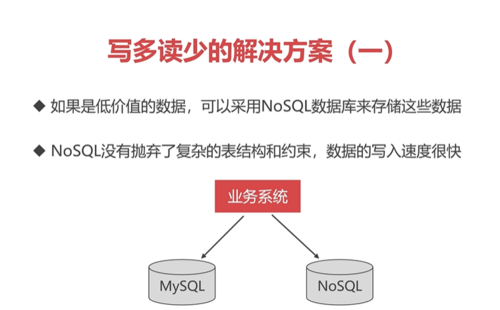 写多读少的解决方案（一）
◆ 如果是低价值的数据，可以采用NoSQL数据库来存储这些数据
◆ NoSQL没有抛弃了复杂的表结构和约束，数据的写入速度很快
业务系统
MySQL
NoSQL